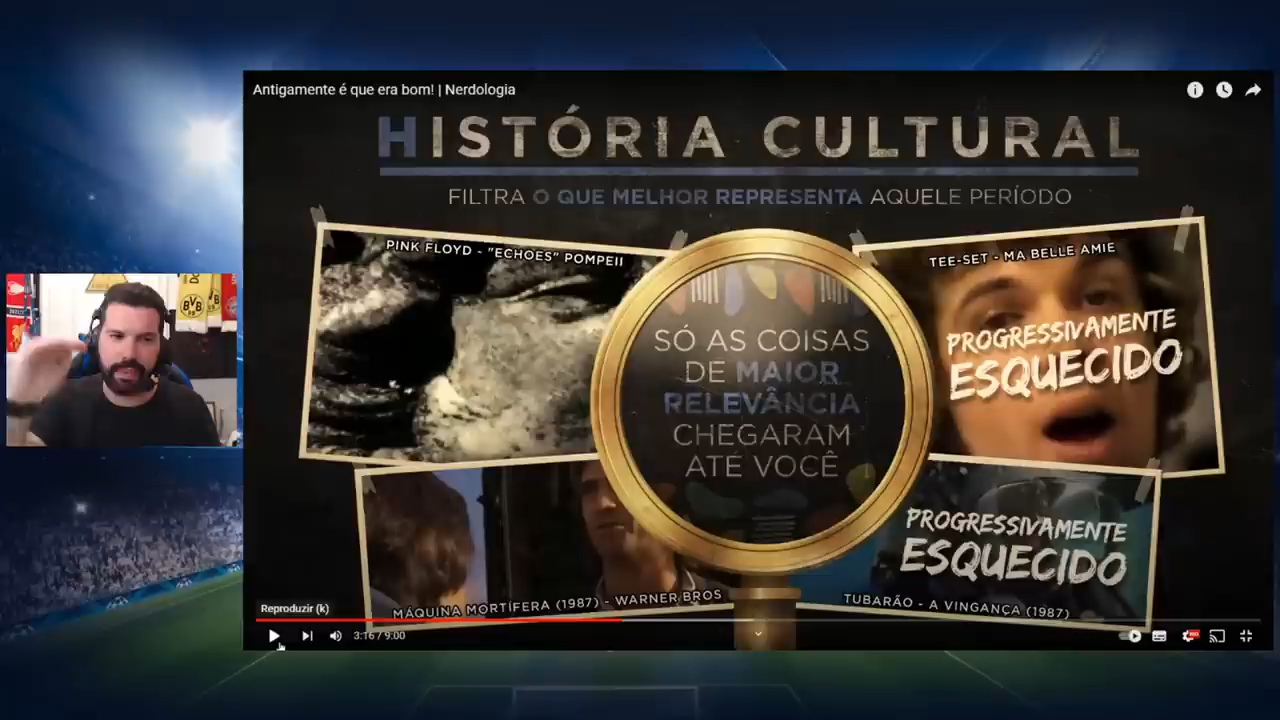 Antigamente é que era bom! | Nerdologia
HISTÓRIA CULTURAL
FILTRA O QUE MELHOR REPRESENTA AQUELE PERÍODO
PINK FLOYD - "ECHOES" POMPEII
TEE-SET - MA BELLE AMIE
PROGRESSIVAMENTE
ESQUECIDO
SÓ AS COISAS
DE MAIOR
RELEVÂNCIA
CHEGARAM
ATÉ VOCÊ
PROGRESSIVAMENTE
ESQUECIDO
MÁQUINA MORTÍFERA (1987) - WARNER BROS
TUBARÃO - A VINGANÇA (1987)
Reproduzir (k)
3:16 / 9:00
BVB
09